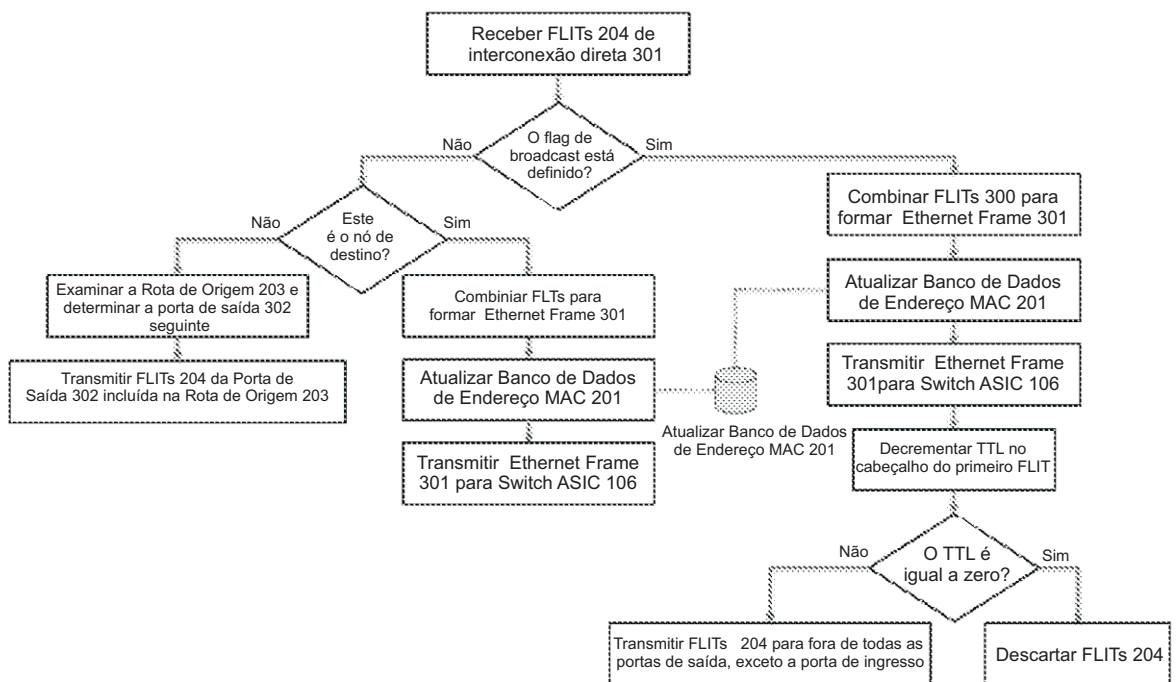 Receber FLITs 204 de
interconexão direta 301
O flag de
broadcast está
definido?
Não
Sim
Este
é o nó de
destino?
Não
Sim
Examinar a Rota de Origem 203 e
determinar a porta de saída 302
seguinte
Transmitir FLITs 204 da Porta de
Saída 302 incluída na Rota de Origem 203
Combiniar FLTs para
formar Ethernet Frame 301
Atualizar Banco de Dados
de Endereço MAC 201
Transmitir Ethernet Frame
301 para Switch ASIC 106
Atualizar Banco de Dados
de Endereço MAC 201
Combinar FLITs 300 para
formar Ethernet Frame 301
Atualizar Banco de Dados
de Endereço MAC 201
Transmitir Ethernet Frame
301para Switch ASIC 106
Decrementar TTL no
cabeçalho do primeiro FLIT
O TTL é
igual a zero?
Não
Sim
Transmitir FLITs 204 para fora de todas as
portas de saída, exceto a porta de ingresso
Descartar FLITs 204